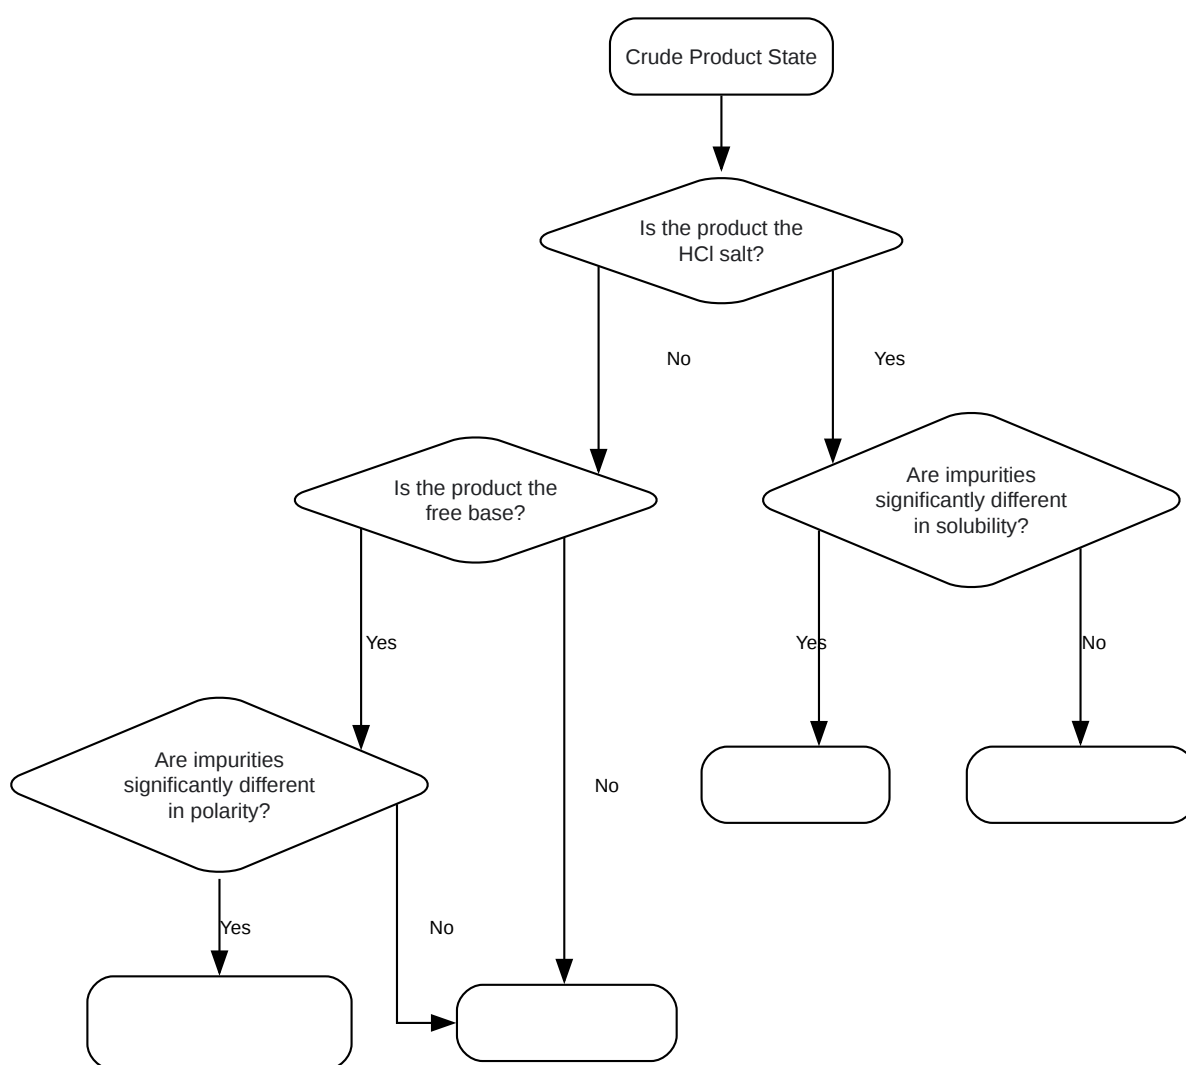 Crude Product State
Is the product the
HCl salt?
No
Yes
Is the product the
free base?
Are impurities
significantly different
in solubility?
Yes
Yes
No
Are impurities
significantly different
in polarity?
No
Yes
No